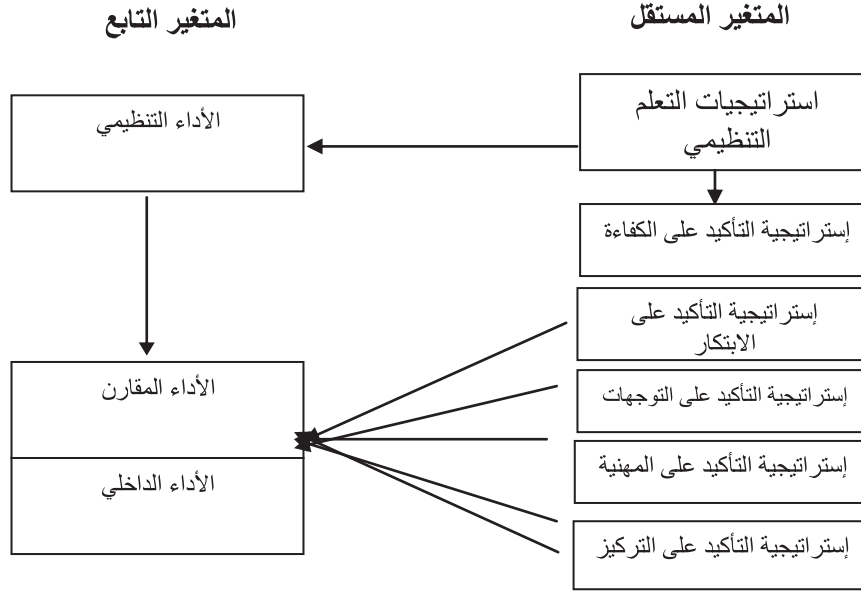 المتغير المستقل
المتغير التابع
استراتيجيات التعلم
التنظيمي
الأداء التنظيمي
إستراتيجية التأكيد على الكفاءة
إستراتيجية التأكيد على
الابتكار
إستراتيجية التأكيد على التوجهات
إستراتيجية التأكيد على المهنية
إستراتيجية التأكيد على التركيز
الأداء المقارن
الأداء الداخلي